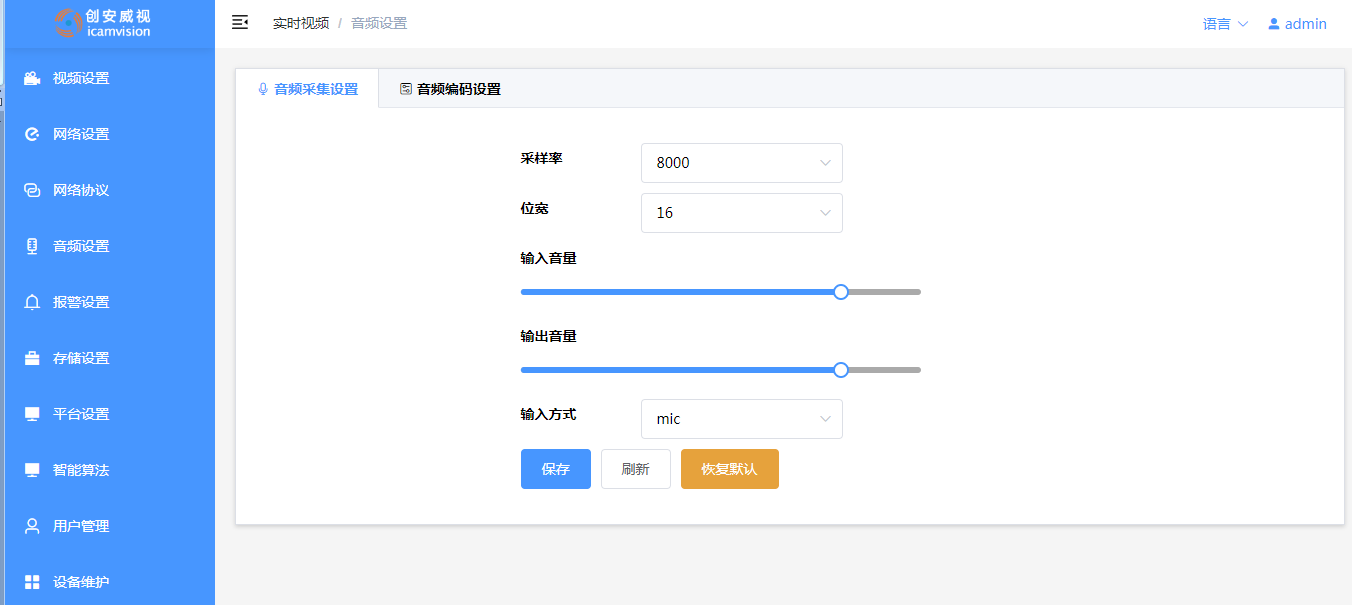 创安威视
icamvision
实时视频 / 音频设置
语言
admin
视频设置
网络设置
网络协议
音频设置
报警设置
存储设置
平台设置
智能算法
用户管理
设备维护
音频采集设置
音频编码设置
采样率
8000
位宽
16
输入音量
输出音量
输入方式
mic
保存
刷新
恢复默认